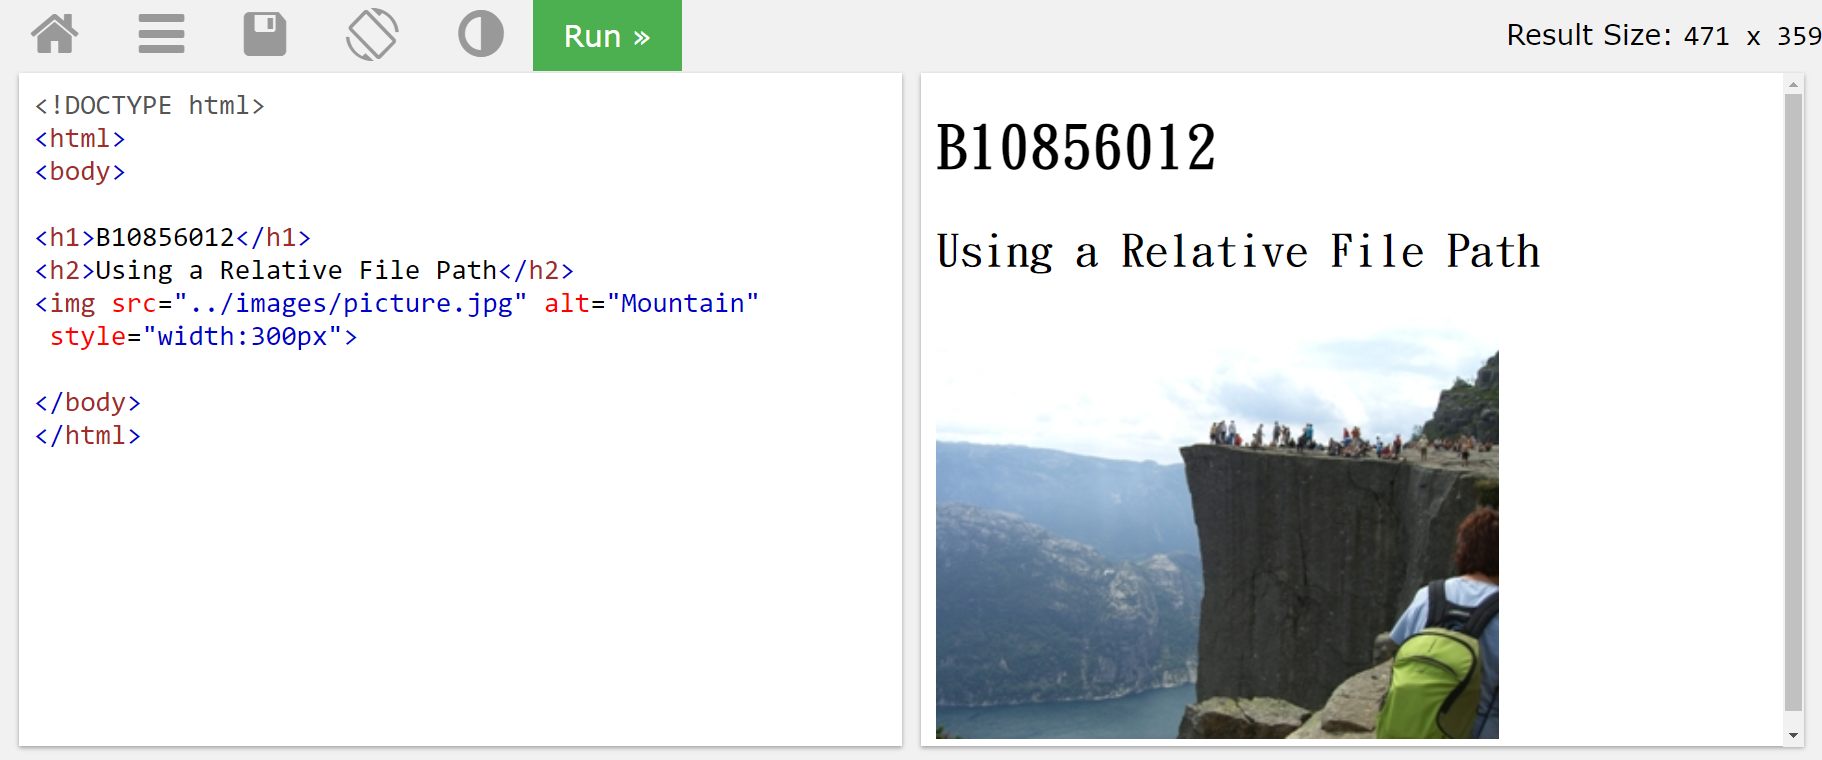 Run »
Result Size: 471 x 359
<!DOCTYPE html>
<html>
<body>
<h1>B10856012</h1>
<h2>Using a Relative File Path</h2>
<img src="../images/picture.jpg" alt="Mountain"
style="width:300px">
</body>
</html>
B10856012
Using a Relative File Path